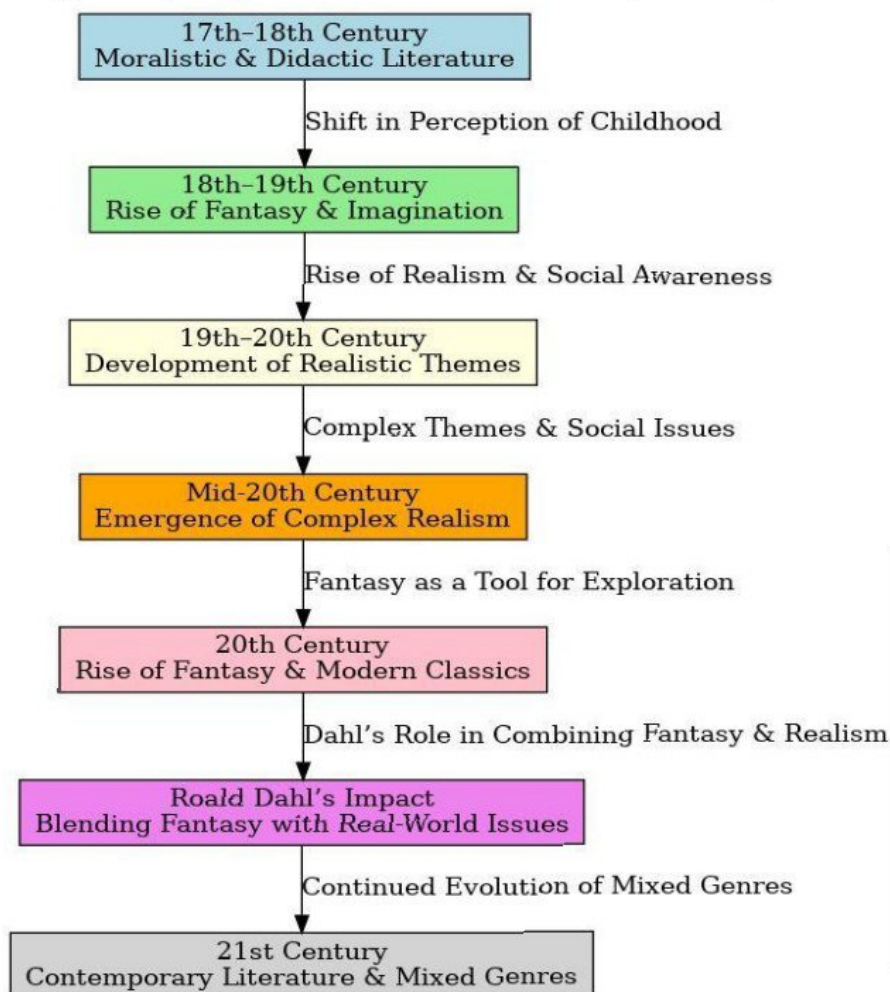 17th–18th Century
Moralistic & Didactic Literature
Shift in Perception of Childhood
18th–19th Century
Rise of Fantasy & Imagination
Rise of Realism & Social Awareness
19th–20th Century
Development of Realistic Themes
Complex Themes & Social Issues
Mid-20th Century
Emergence of Complex Realism
Fantasy as a Tool for Exploration
20th Century
Rise of Fantasy & Modern Classics
Dahl’s Role in Combining Fantasy & Realism
Roald Dahl’s Impact
Blending Fantasy with Real-World Issues
Continued Evolution of Mixed Genres
21st Century
Contemporary Literature & Mixed Genres